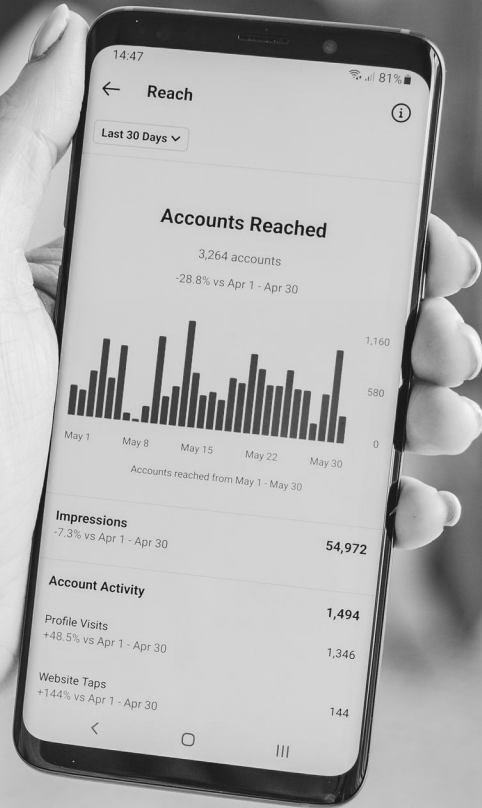 14:47
81%
Reach
Last 30 Days
Accounts Reached
3,264 accounts
-28.8% vs Apr 1 - Apr 30
1,160
580
0
May 1 May 8 May 15 May 22 May 30
Accounts reached from May 1 - May 30
Impressions
-7.3% vs Apr 1 - Apr 30
54,972
Account Activity
1,494
Profile Visits
+48.5% vs Apr 1 - Apr 30
1,346
Website Taps
+144% vs Apr 1 - Apr 30
144